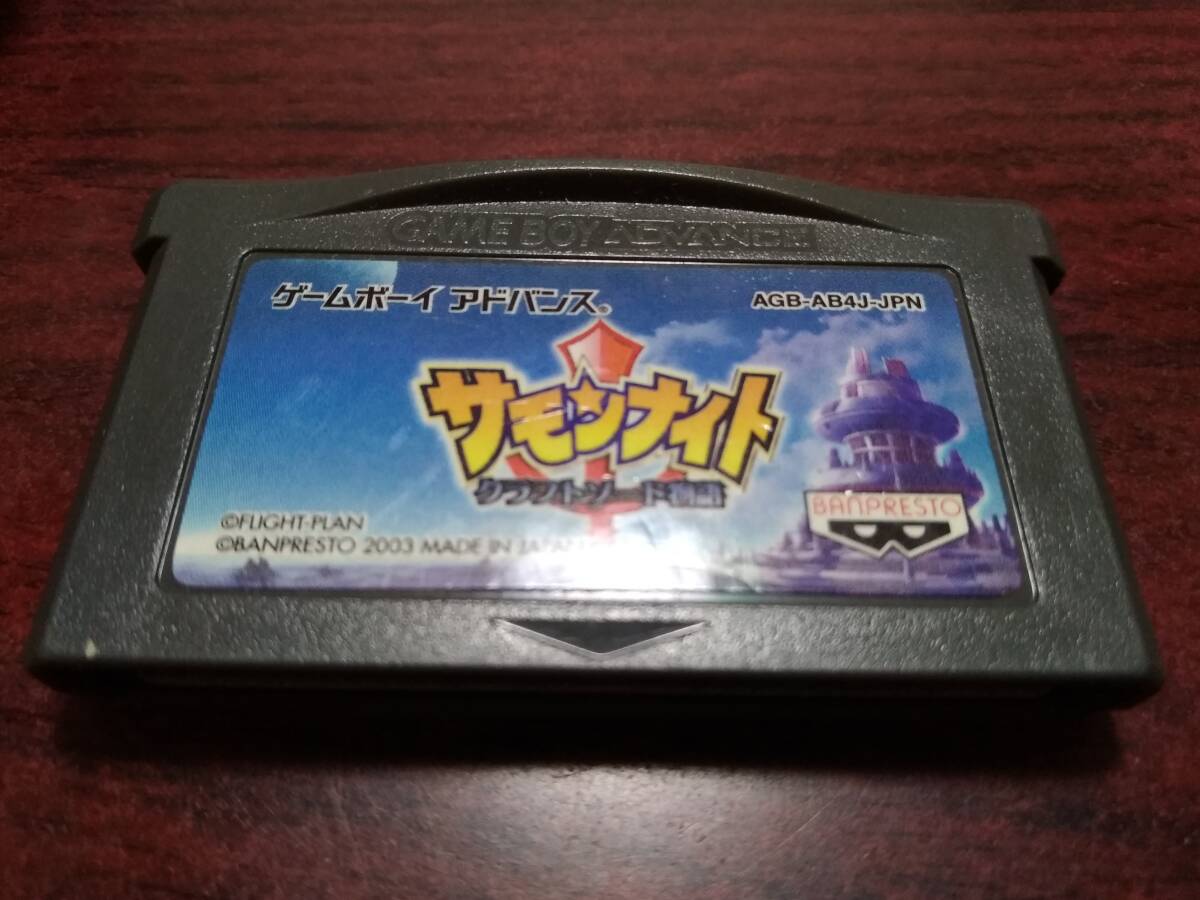 GAME BOY ADVANCE
ゲームボーイ アドバンス®
AGB-AB4J-JPN
サモンナイト
クラフトソード物語
BANPRESTO
©FLIGHT-PLAN
©BANPRESTO 2003 MADE IN JAPAN